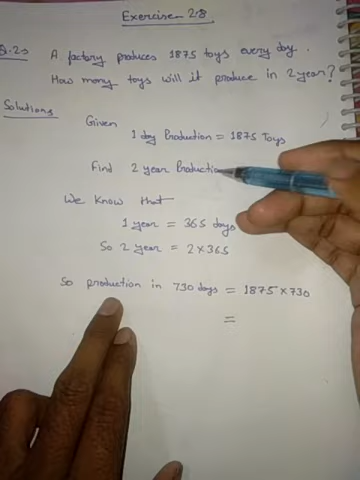 Exercise 2.8
Q.2:- A factory produces 1875 toys every day.
How many toys will it produce in 2 year?
Solutions
Given
1 day Production = 1875 Toys
Find 2 year Production
We know that
1 year = 365 days
So 2 year = 2×365
So production in 730 days = 1875×730
=